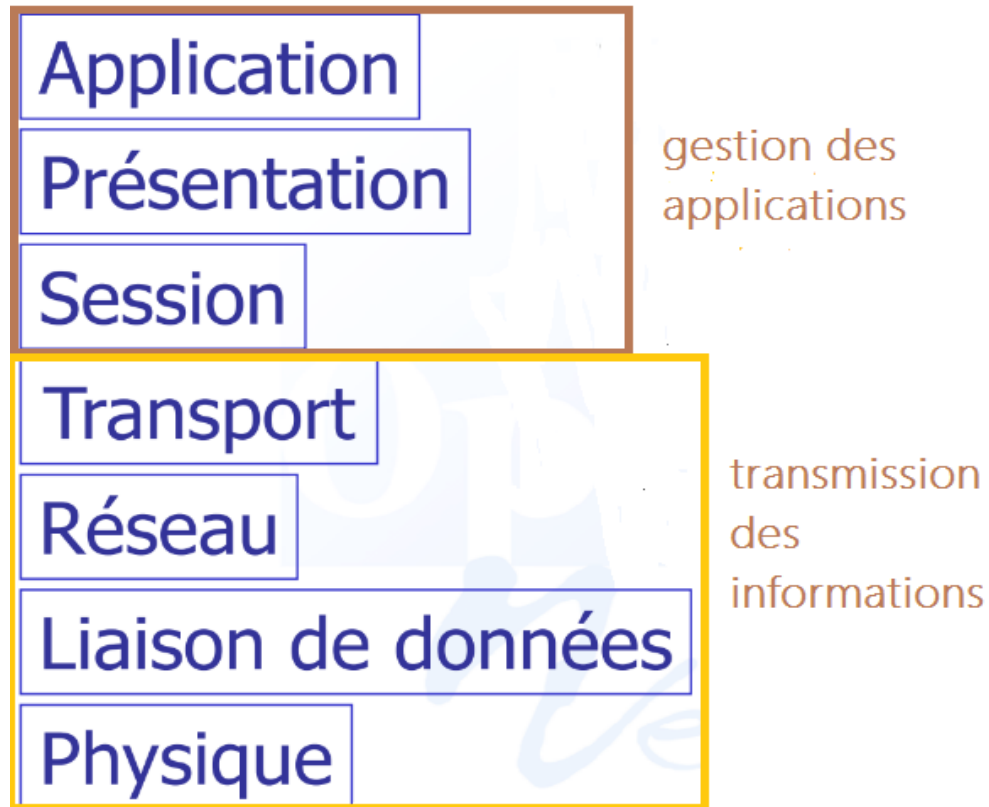 Application
Présentation
Session
gestion des
applications
Transport
Réseau
Liaison de données
Physique
transmission
des
informations